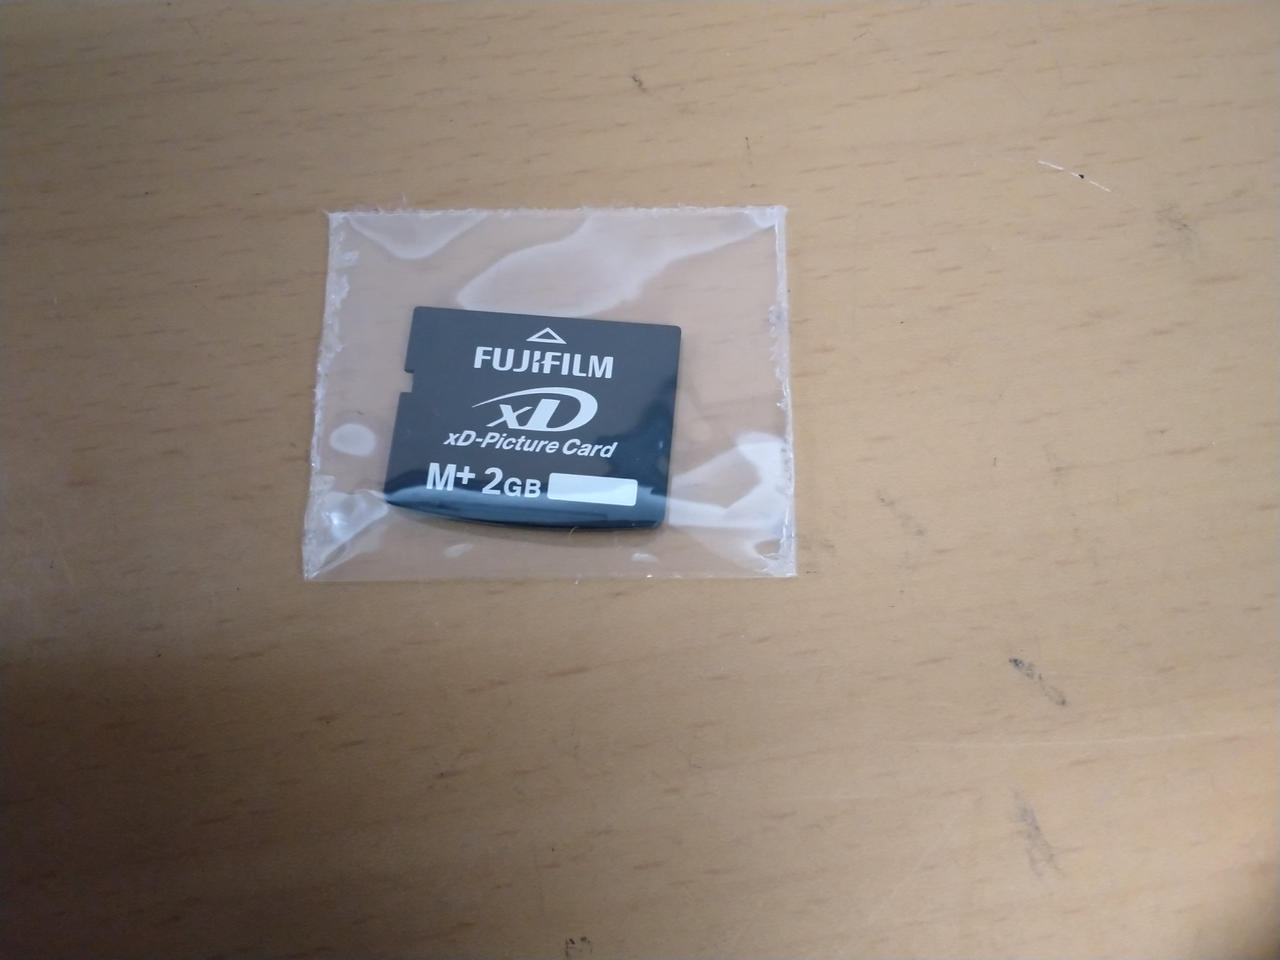 FUJIFILM
xD
xD-Picture Card
M+ 2GB